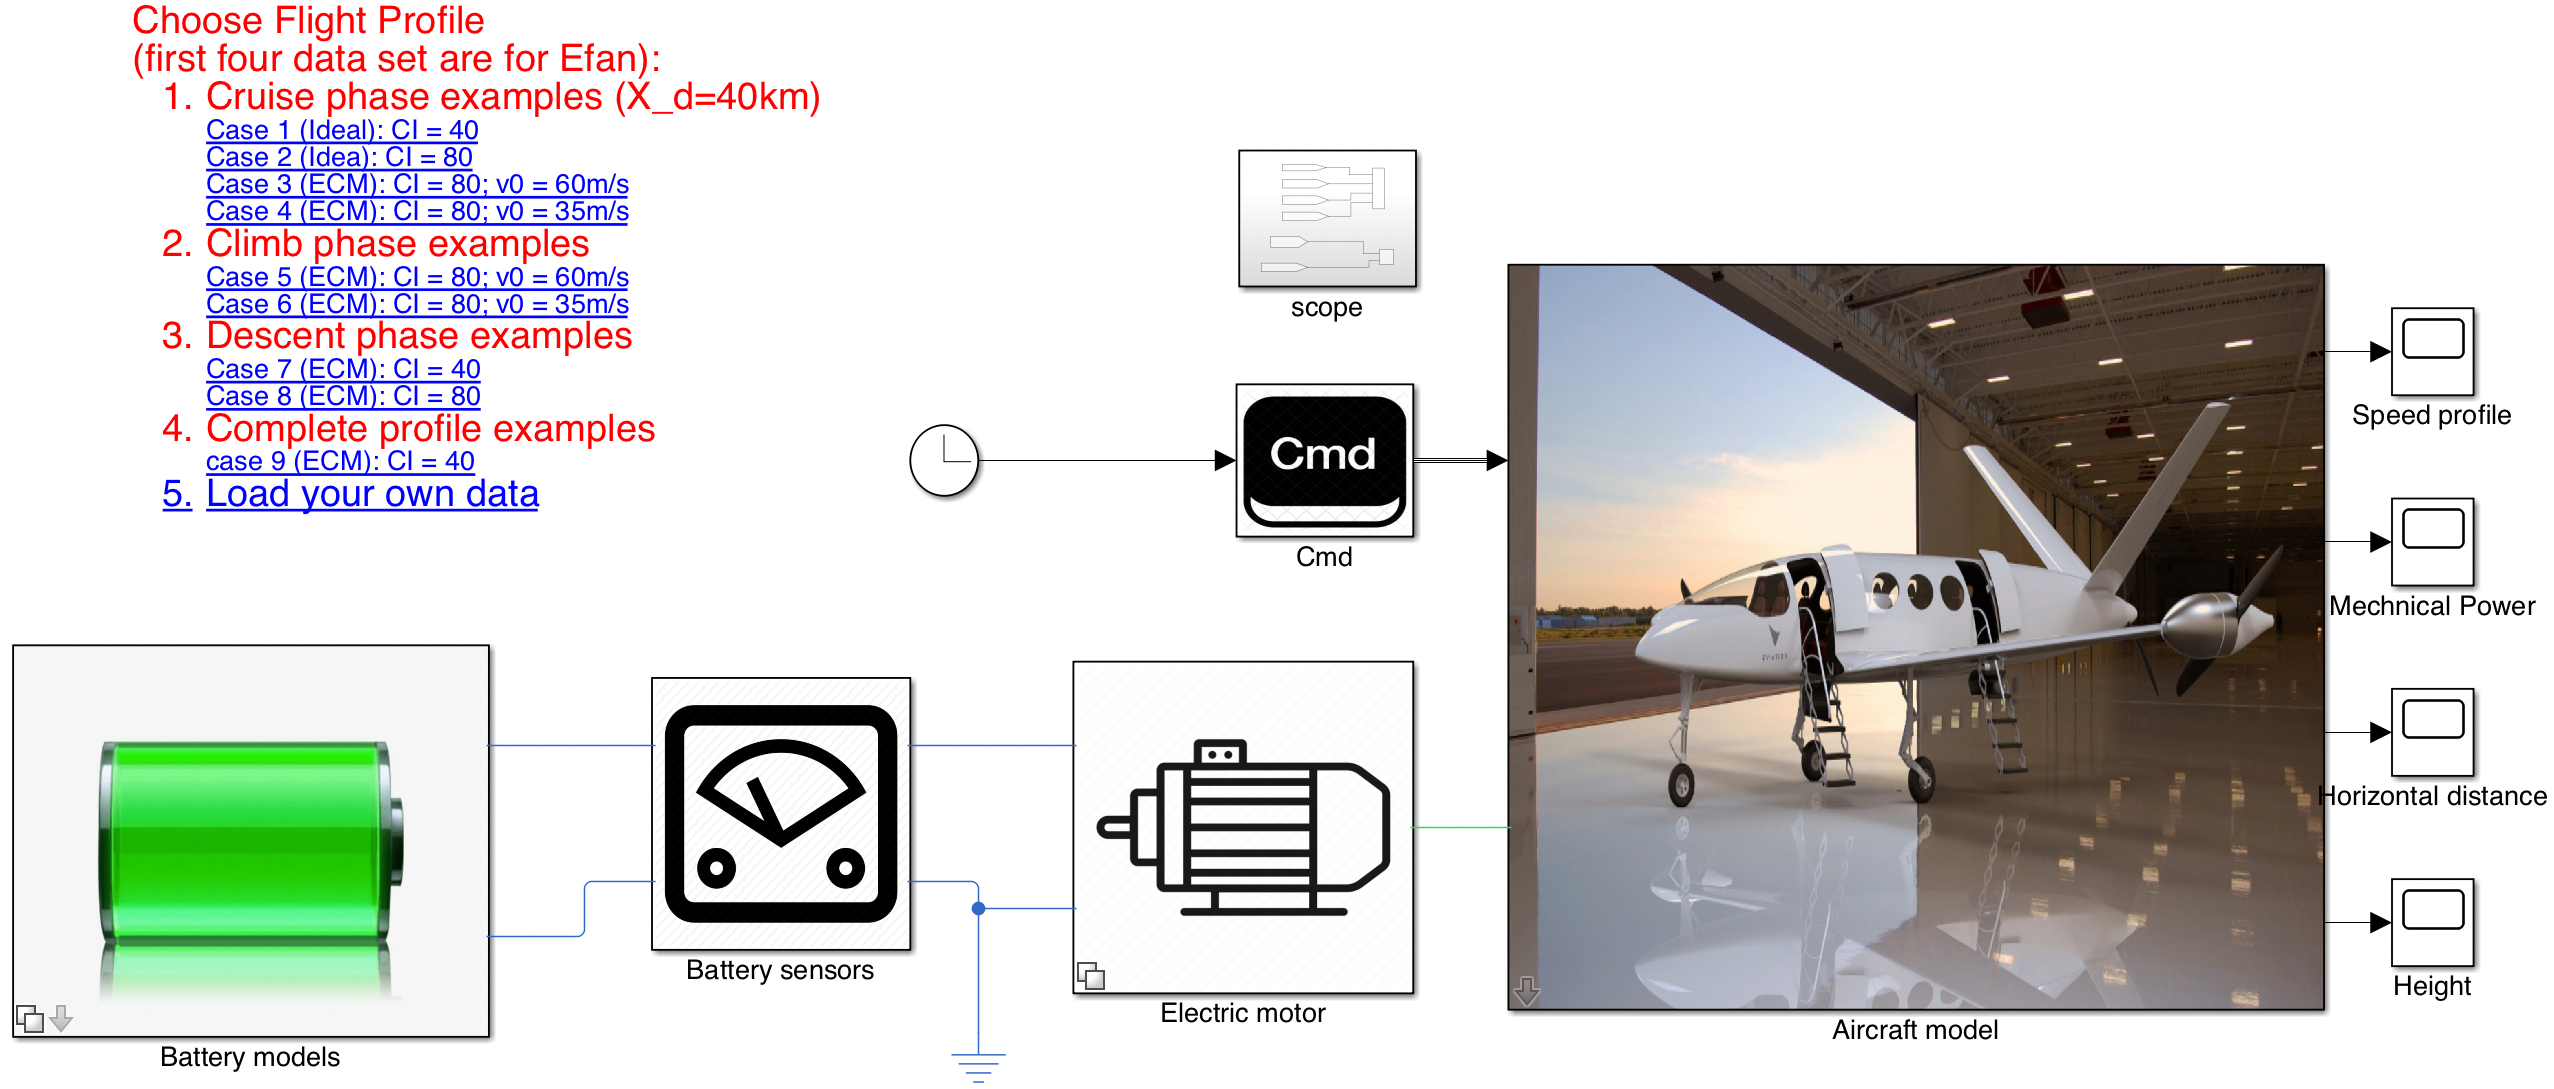 Choose Flight Profile
(first four data set are for Efan):
1. Cruise phase examples (X_d=40km)
Case 1 (Ideal): CI = 40
Case 2 (Idea): CI = 80
Case 3 (ECM): CI = 80; v0 = 60m/s
Case 4 (ECM): CI = 80; v0 = 35m/s
2. Climb phase examples
Case 5 (ECM): CI = 80; v0 = 60m/s
Case 6 (ECM): CI = 80; v0 = 35m/s
3. Descent phase examples
Case 7 (ECM): CI = 40
Case 8 (ECM): CI = 80
4. Complete profile examples
case 9 (ECM): CI = 40
5. Load your own data
scope
Cmd
Cmd
Speed profile
Mechnical Power
Horizontal distance
Height
EVIATION
Battery models
Battery sensors
Electric motor
Aircraft model